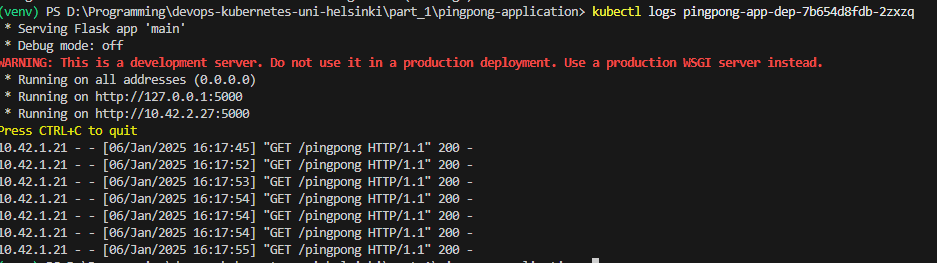 (venv) PS D:\Programming\devops-kubernetes-uni-helsinki\part_1\pingpong-application> kubectl logs pingpong-app-dep-7b654d8fdb-2zxzq
 * Serving Flask app 'main'
 * Debug mode: off
WARNING: This is a development server. Do not use it in a production deployment. Use a production WSGI server instead.
 * Running on all addresses (0.0.0.0)
 * Running on http://127.0.0.1:5000
 * Running on http://10.42.2.27:5000
Press CTRL+C to quit
10.42.1.21 - - [06/Jan/2025 16:17:45] "GET /pingpong HTTP/1.1" 200 -
10.42.1.21 - - [06/Jan/2025 16:17:52] "GET /pingpong HTTP/1.1" 200 -
10.42.1.21 - - [06/Jan/2025 16:17:53] "GET /pingpong HTTP/1.1" 200 -
10.42.1.21 - - [06/Jan/2025 16:17:54] "GET /pingpong HTTP/1.1" 200 -
10.42.1.21 - - [06/Jan/2025 16:17:54] "GET /pingpong HTTP/1.1" 200 -
10.42.1.21 - - [06/Jan/2025 16:17:54] "GET /pingpong HTTP/1.1" 200 -
10.42.1.21 - - [06/Jan/2025 16:17:55] "GET /pingpong HTTP/1.1" 200 -